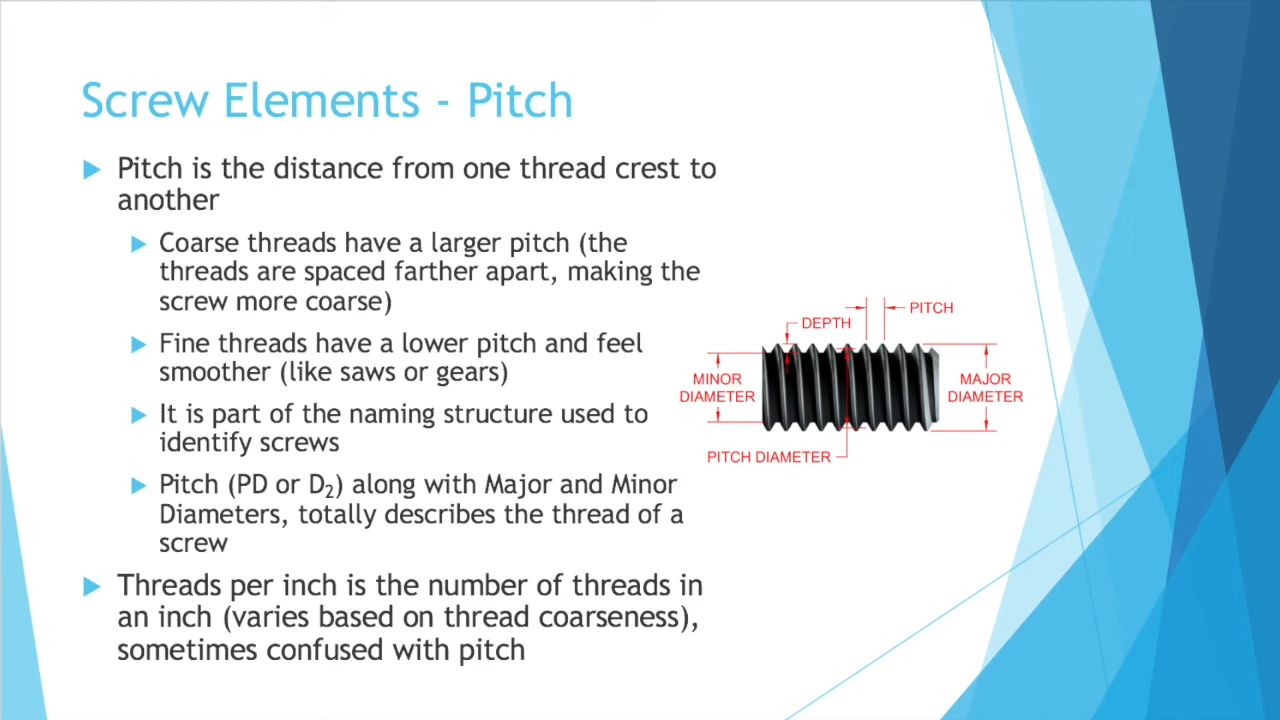 Screw Elements - Pitch
Pitch is the distance from one thread crest to
another
Coarse threads have a larger pitch (the
threads are spaced farther apart, making the
screw more coarse)
Fine threads have a lower pitch and feel
smoother (like saws or gears)
It is part of the naming structure used to
identify screws
Pitch (PD or D₂) along with Major and Minor
Diameters, totally describes the thread of a
screw
Threads per inch is the number of threads in
an inch (varies based on thread coarseness),
sometimes confused with pitch
PITCH
DEPTH
MINOR
DIAMETER
MAJOR
DIAMETER
PITCH DIAMETER